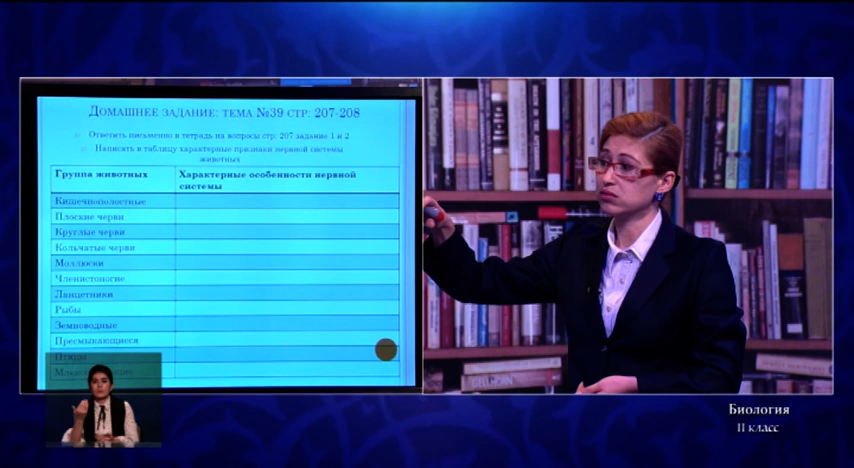 Домашнее задание: тема №39 стр: 207-208
Ответить письменно в тетрадь на вопросы стр: 207 задание 1 и 2
Написать в таблицу характерные признаки нервной системы
животных
Группа животных Характерные особенности нервной
системы
Кишечнополостные
Плоские черви
Круглые черви
Кольчатые черви
Моллюски
Членистоногие
Ланцетники
Рыбы
Земноводные
Пресмыкающиеся
Птицы
Биология
11 класс